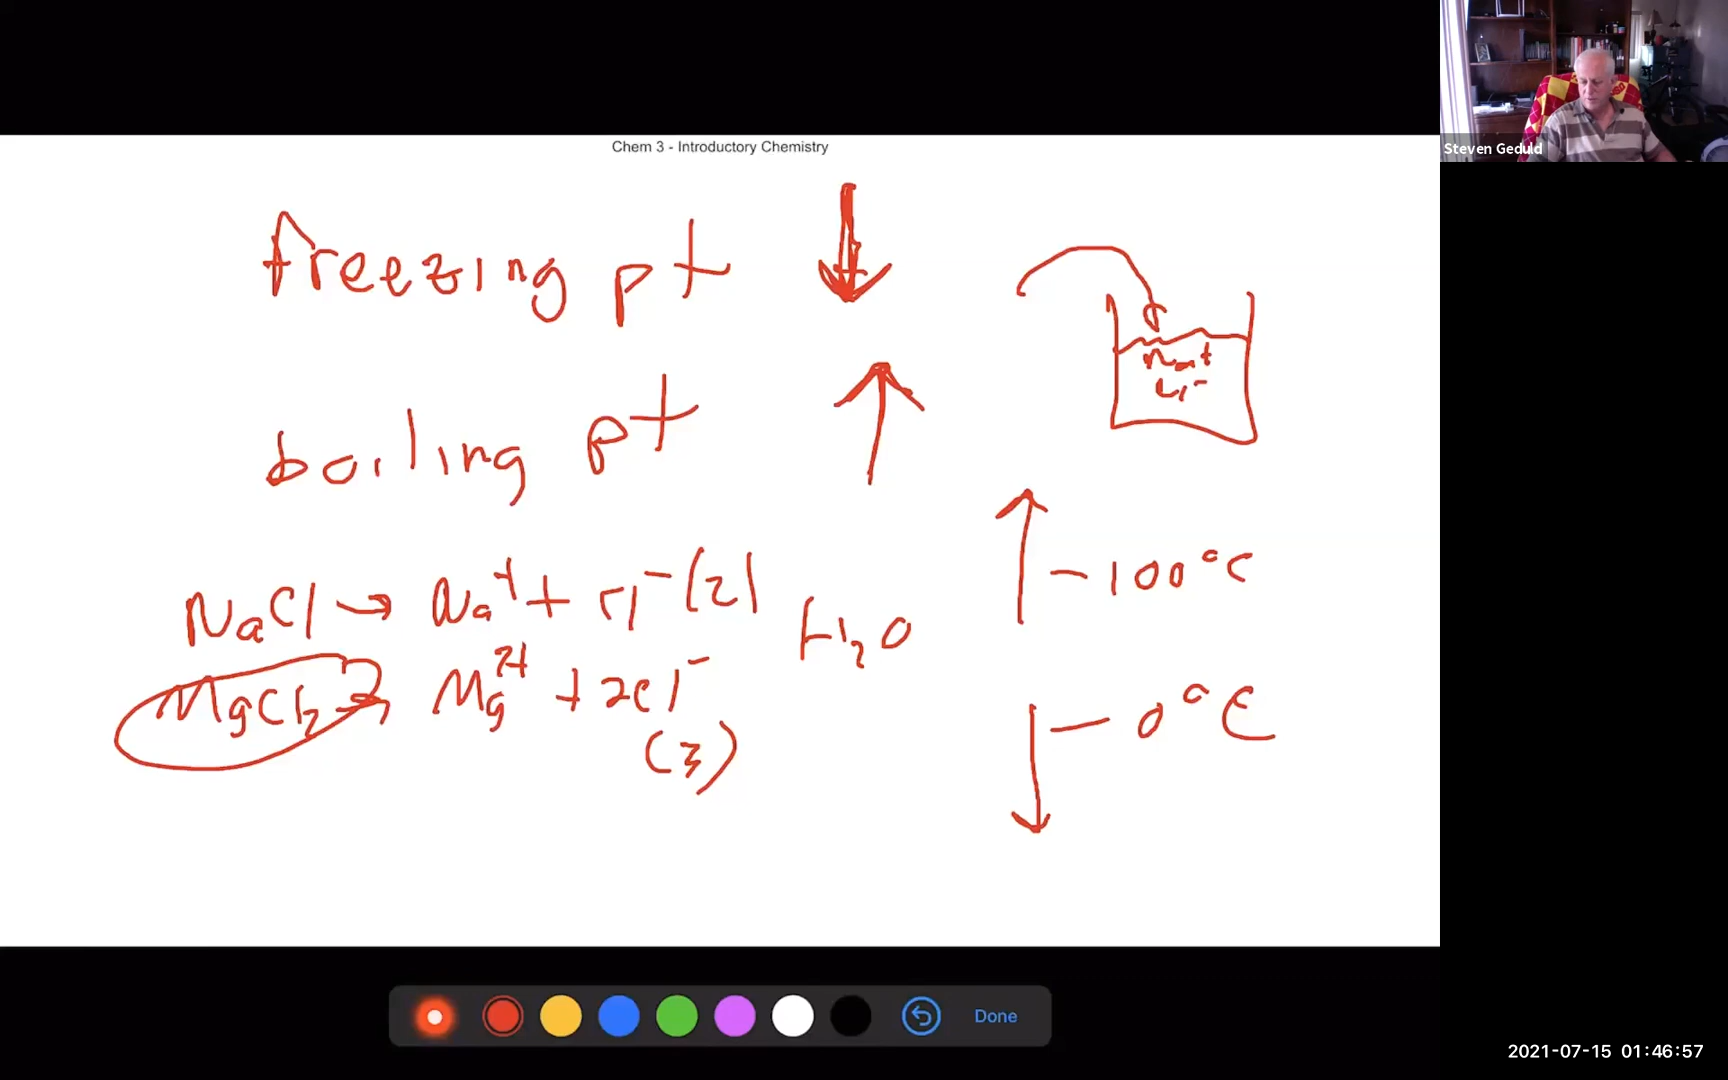 Steven Geduld
Chem 3 - Introductory Chemistry
freezing pt ↓
boiling pt ↑
Na+
Cl-
NaCl → Na+ + Cl- (2)
H2O
-100°C
MgCl2 → Mg2+ + 2Cl-
(3)
-0°C
Done
2021-07-15 01:46:57